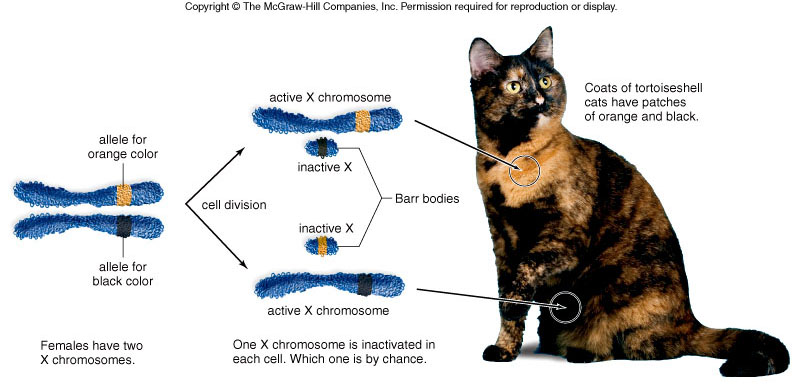 Copyright © The McGraw-Hill Companies, Inc. Permission required for reproduction or display.
active X chromosome
Coats of tortoiseshell
cats have patches
of orange and black.
allele for
orange color
inactive X
cell division
Barr bodies
inactive X
allele for
black color
active X chromosome
Females have two
X chromosomes.
One X chromosome is inactivated in
each cell. Which one is by chance.